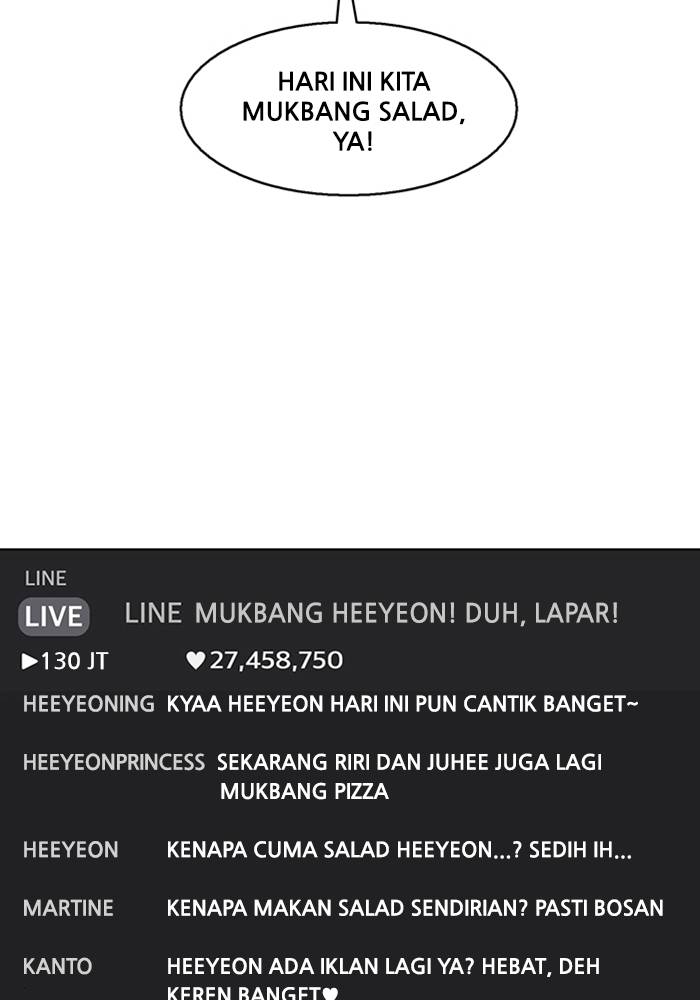 HARI INI KITA
MUKBANG SALAD,
YA!
LINE
LIVE LINE MUKBANG HEEYEON! DUH, LAPAR!
▶130 JT ♥27,458,750
HEEYEONING KYAA HEEYEON HARI INI PUN CANTIK BANGET~
HEEYEONPRINCESS SEKARANG RIRI DAN JUHEE JUGA LAGI
MUKBANG PIZZA
HEEYEON KENAPA CUMA SALAD HEEYEON...? SEDIH IH...
MARTINE KENAPA MAKAN SALAD SENDIRIAN? PASTI BOSAN
KANTO HEEYEON ADA IKLAN LAGI YA? HEBAT, DEH
KEREN BANGET♥